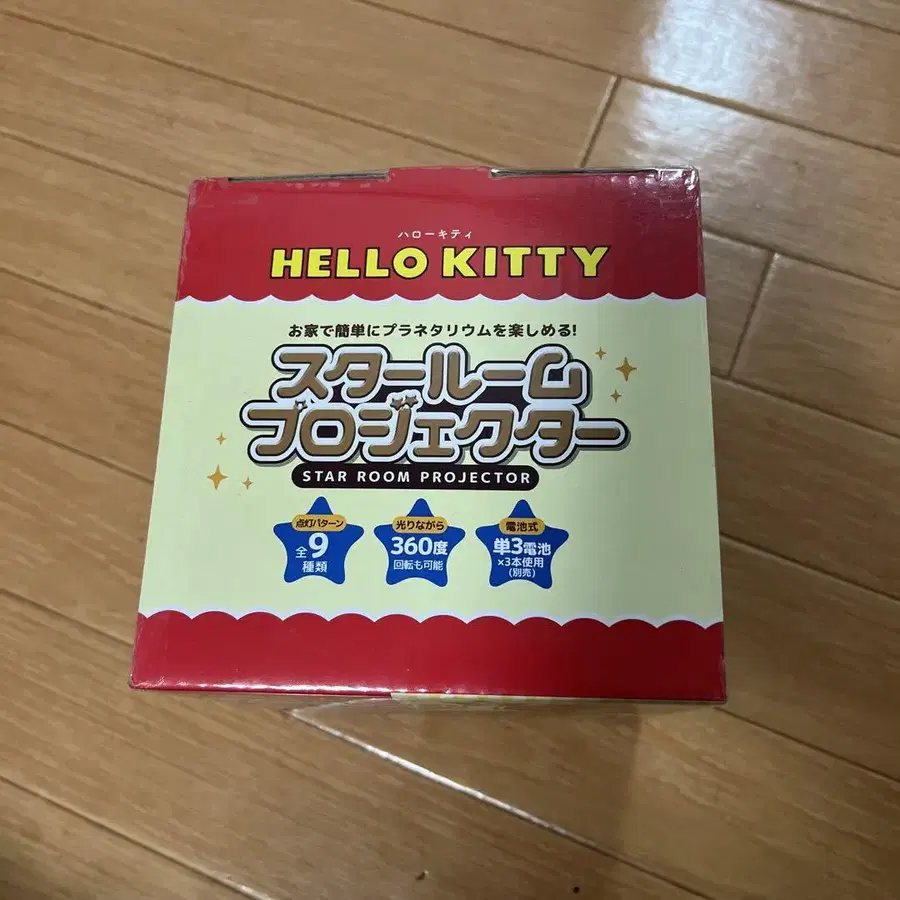 ハローキティ
HELLO KITTY
お家で簡単にプラネタリウムを楽しめる!
スタールーム
プロジェクター
STAR ROOM PROJECTOR
点灯パターン
全9
種類
光りながら
360度
回転も可能
電池式
単3電池
×3本使用
(別売)